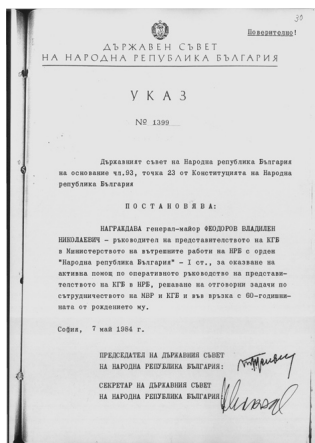 30
Поверително!
ДЪРЖАВЕН СЪВЕТ
НА НАРОДНА РЕПУБЛИКА БЪЛГАРИЯ
УКАЗ
№ 1399
Държавният съвет на Народна република България
на основание чл.93, точка 23 от Конституцията на Народна
република България
ПОСТАНОВЯВА:
НАГРАЖДАВА генерал-майор ФЕОДОРОВ ВЛАДИЛЕН
НИКОЛАЕВИЧ - ръководител на представителството на КГБ
в Министерството на вътрешните работи на НРБ с орден
"Народна република България" - I ст., за оказване на
активна помощ по оперативното ръководство на представи-
телството на КГБ в НРБ, решаване на отговорни задачи по
сътрудничеството на МВР и КГБ и във връзка с 60-годишни-
ната от рождението му.
София, 7 май 1984 г.
ПРЕДСЕДАТЕЛ НА ДЪРЖАВНИЯ СЪВЕТ
НА НАРОДНА РЕПУБЛИКА БЪЛГАРИЯ:
СЕКРЕТАР НА ДЪРЖАВНИЯ СЪВЕТ
НА НАРОДНА РЕПУБЛИКА БЪЛГАРИЯ: